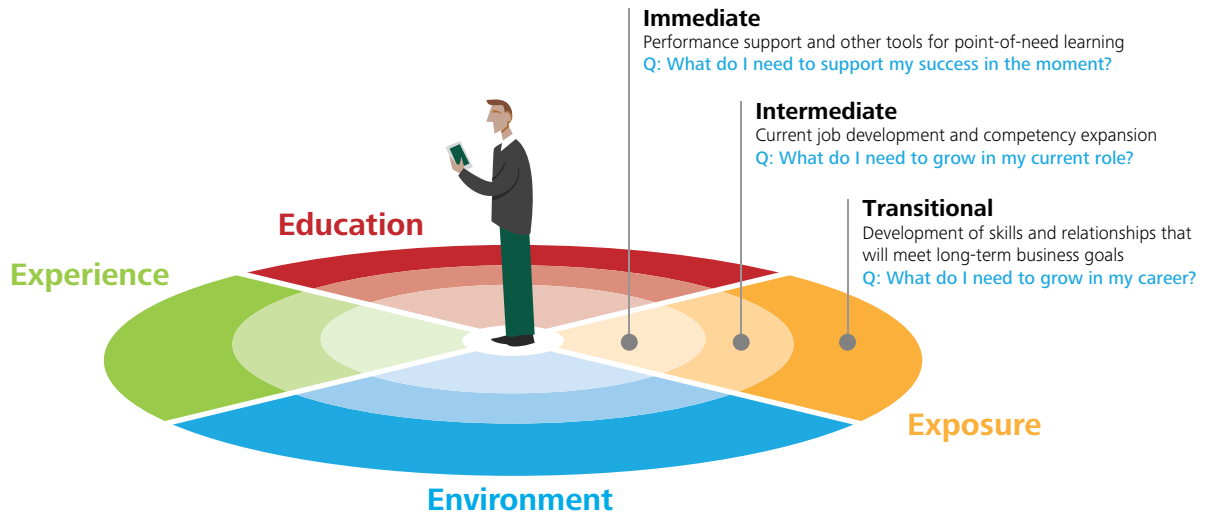 Immediate
Performance support and other tools for point-of-need learning
Q: What do I need to support my success in the moment?
Intermediate
Current job development and competency expansion
Q: What do I need to grow in my current role?
Transitional
Development of skills and relationships that
will meet long-term business goals
Q: What do I need to grow in my career?
Education
Experience
Exposure
Environment